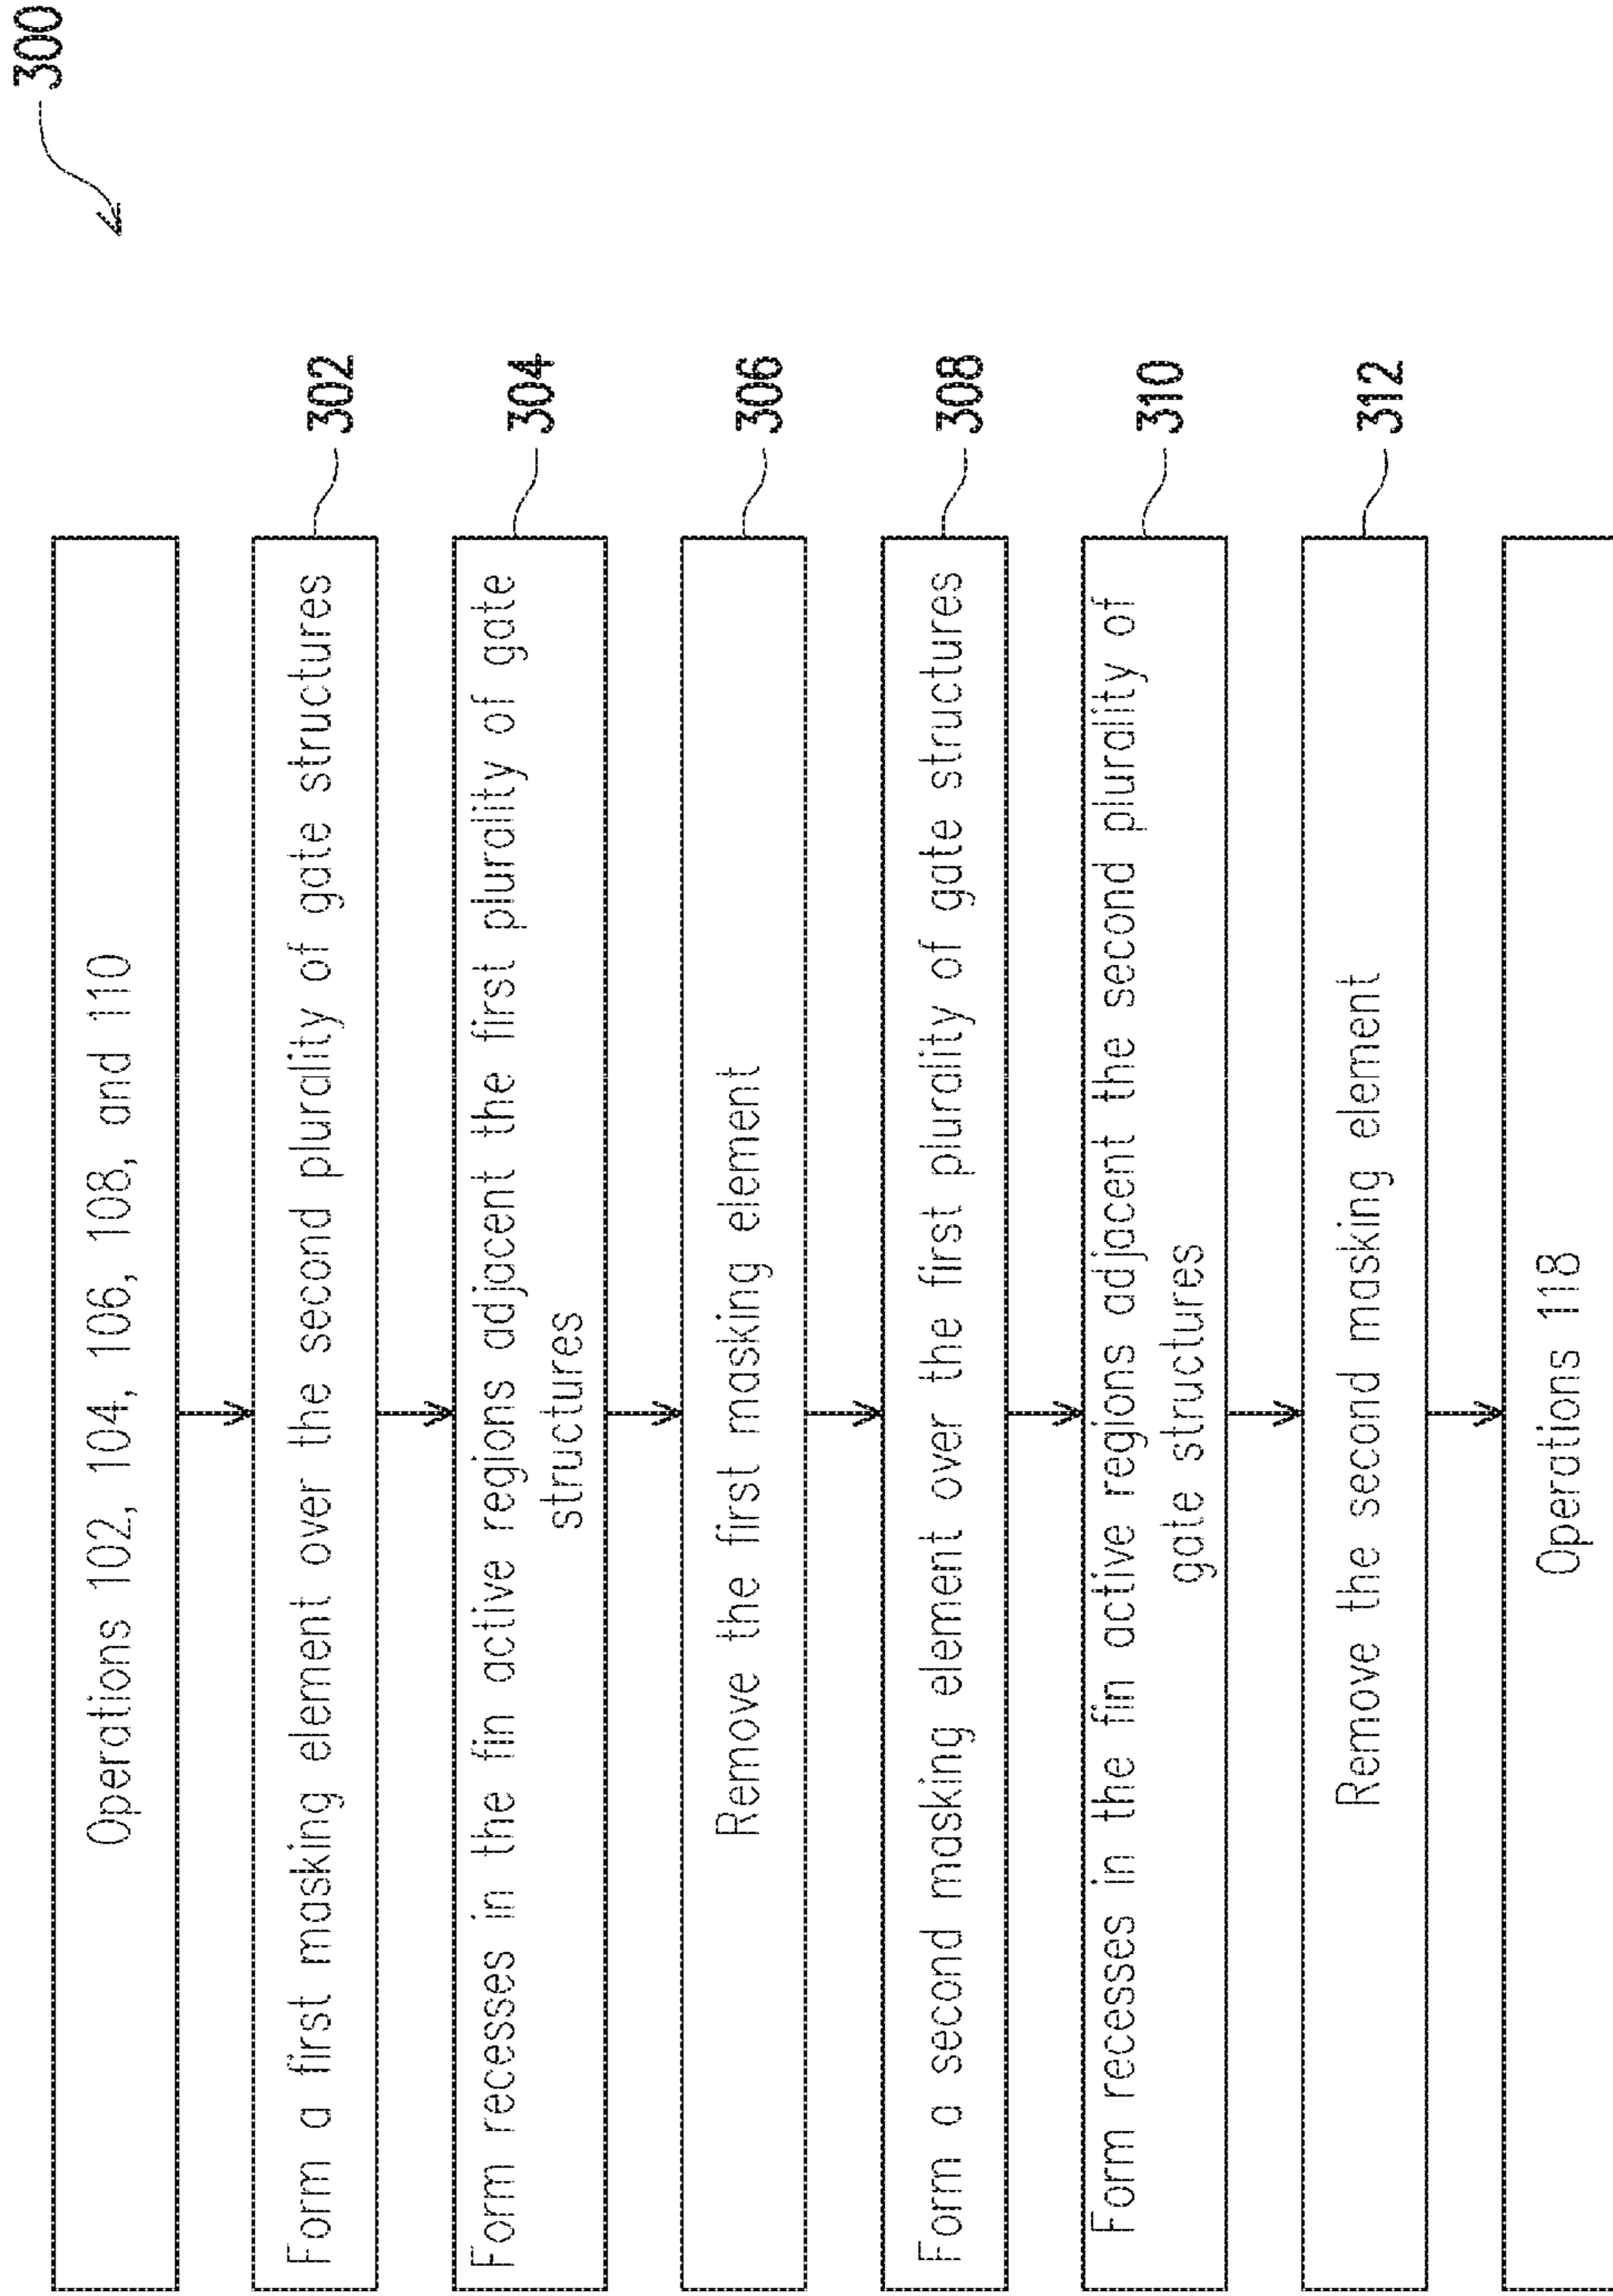 300
Operations 102, 104, 106, 108, and 110
Form a first masking element over the second plurality of gate structures
302
Form recesses in the fin active regions adjacent the first plurality of gate
structures
304
Remove the first masking element
306
Form a second masking element over the first plurality of gate structures
308
Form recesses in the fin active regions adjacent the second plurality of
gate structures
310
Remove the second masking element
312
Operations 118